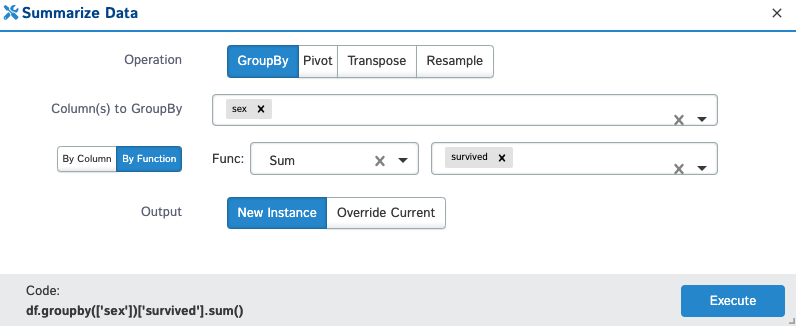 Summarize Data
Operation GroupBy Pivot Transpose Resample
Column(s) to GroupBy sex
By Column By Function Func: Sum survived
Output New Instance Override Current
Code:
df.groupby(['sex'])['survived'].sum()
Execute